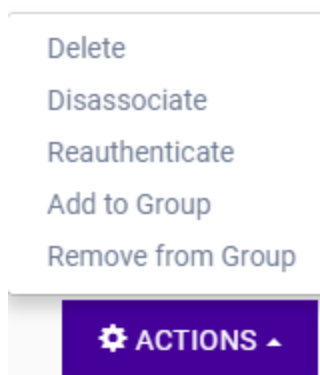 Delete
Disassociate
Reauthenticate
Add to Group
Remove from Group
ACTIONS